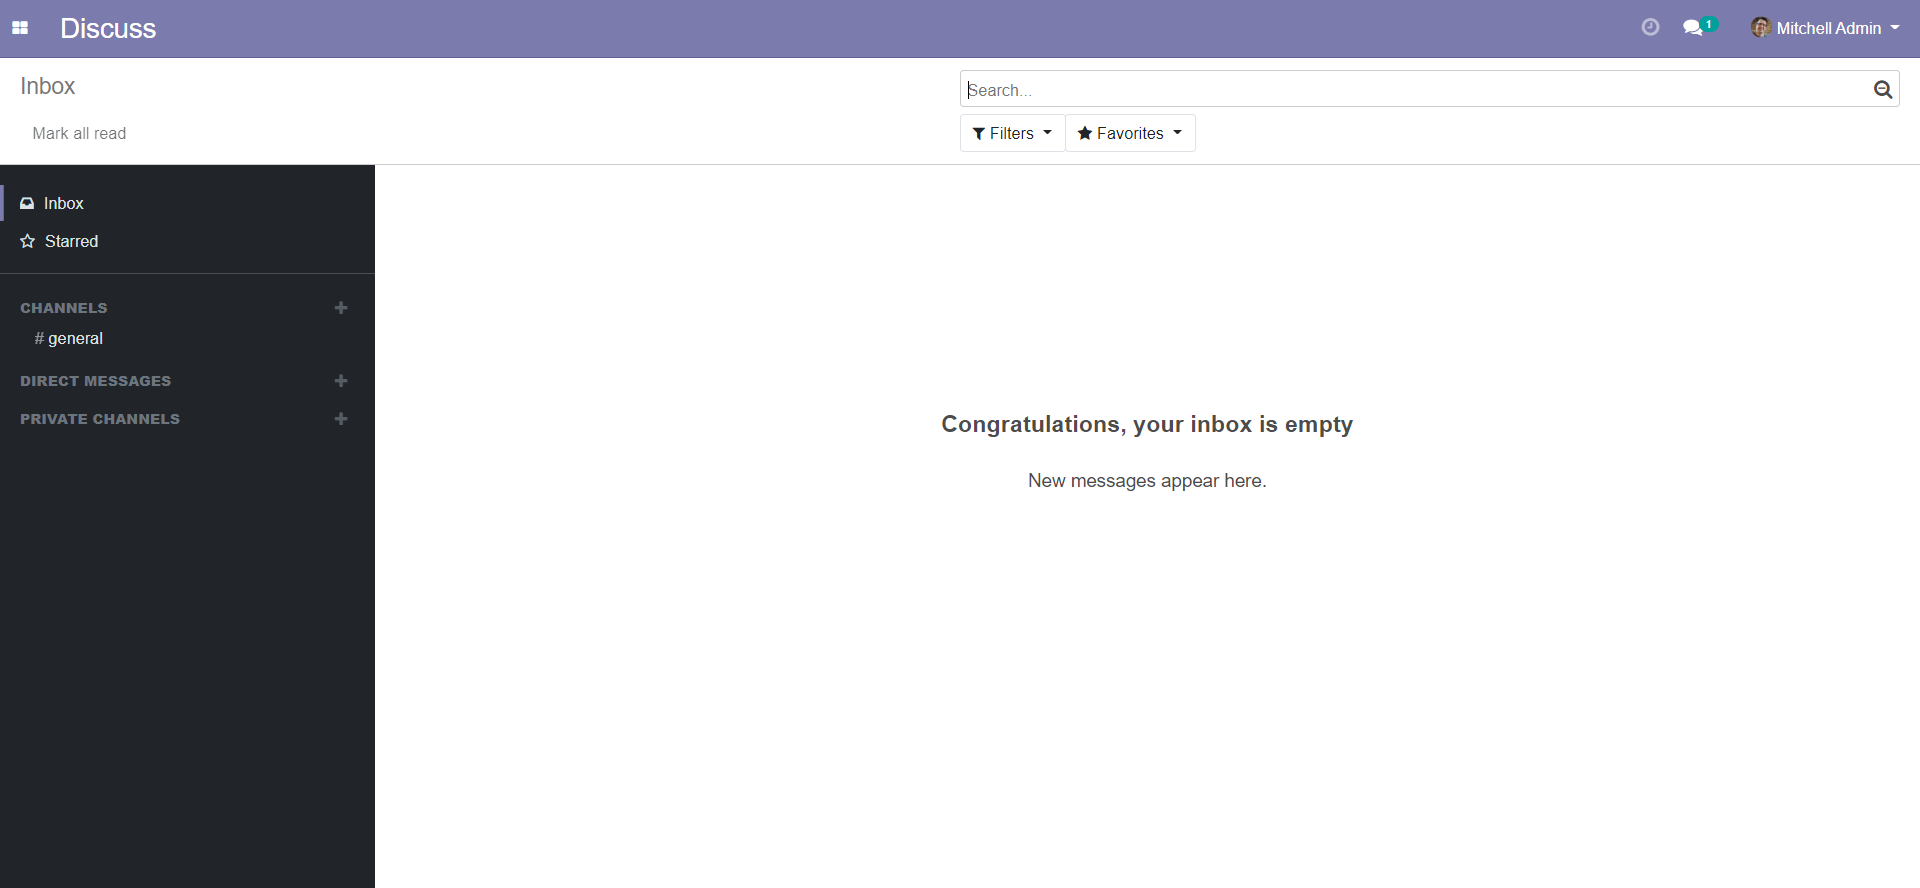 Discuss
1
Mitchell Admin
Inbox
Search...
Mark all read
Filters
Favorites
Inbox
Starred
CHANNELS
# general
DIRECT MESSAGES
PRIVATE CHANNELS
Congratulations, your inbox is empty
New messages appear here.